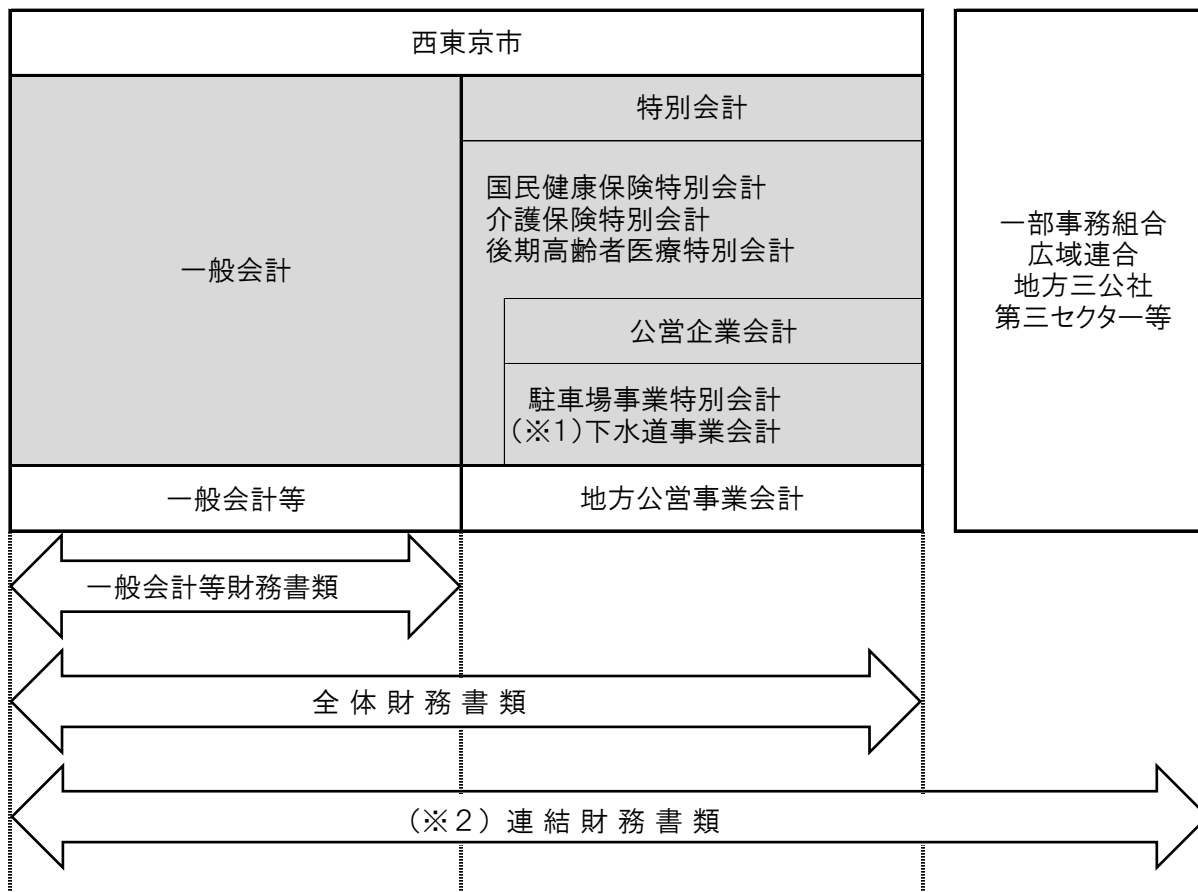 西東京市
一般会計
特別会計
国民健康保険特別会計
介護保険特別会計
後期高齢者医療特別会計
公営企業会計
駐車場事業特別会計
(※1)下水道事業会計
一般会計等
地方公営事業会計
一部事務組合
広域連合
地方三公社
第三セクター等
一般会計等財務書類
全体財務書類
(※2)連結財務書類